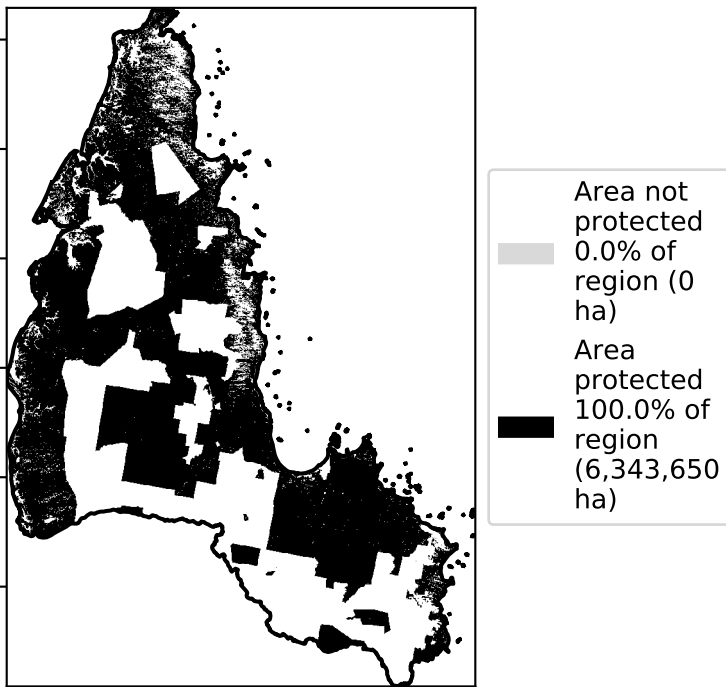 Area not
protected
0.0% of
region (0
ha)
Area
protected
100.0% of
region
(6,343,650
ha)